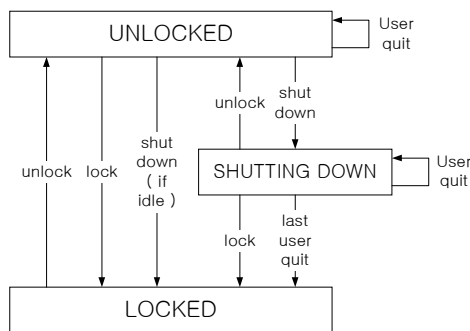 UNLOCKED
User
quit
unlock
lock
shut
down
( if
idle )
unlock
shut
down
SHUTTING DOWN
User
quit
lock
last
user
quit
LOCKED